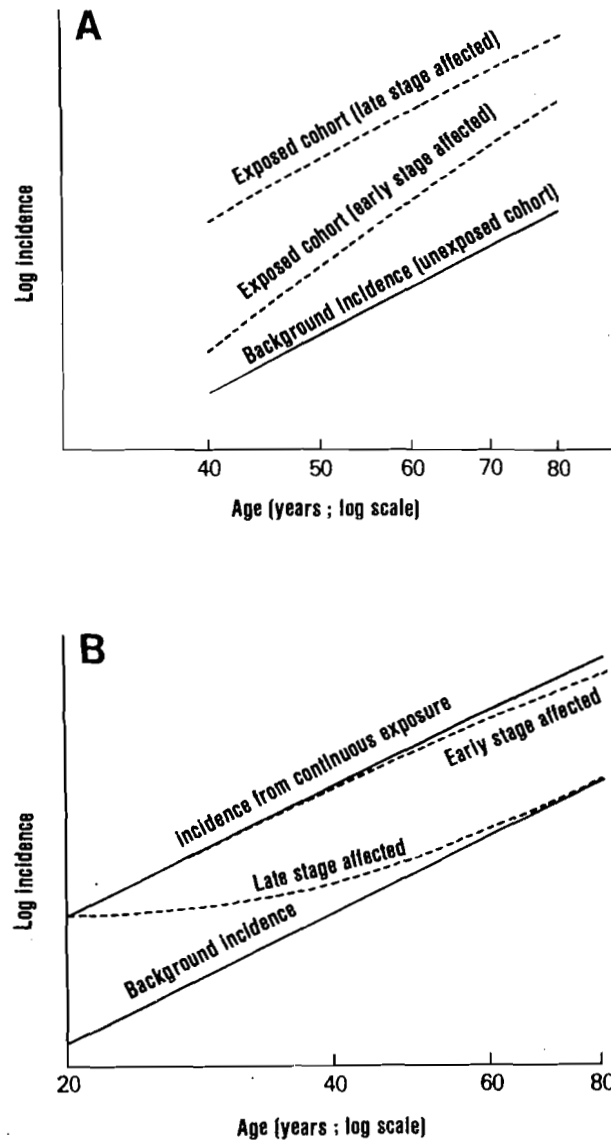 A
Exposed cohort (late stage affected)
Exposed cohort (early stage affected)
Background incidence (unexposed cohort)
Log incidence
40 50 60 70 80
Age (years ; log scale)
B
incidence from continuous exposure
Early stage affected
Late stage affected
Background incidence
Log incidence
20 40 60 80
Age (years ; log scale)